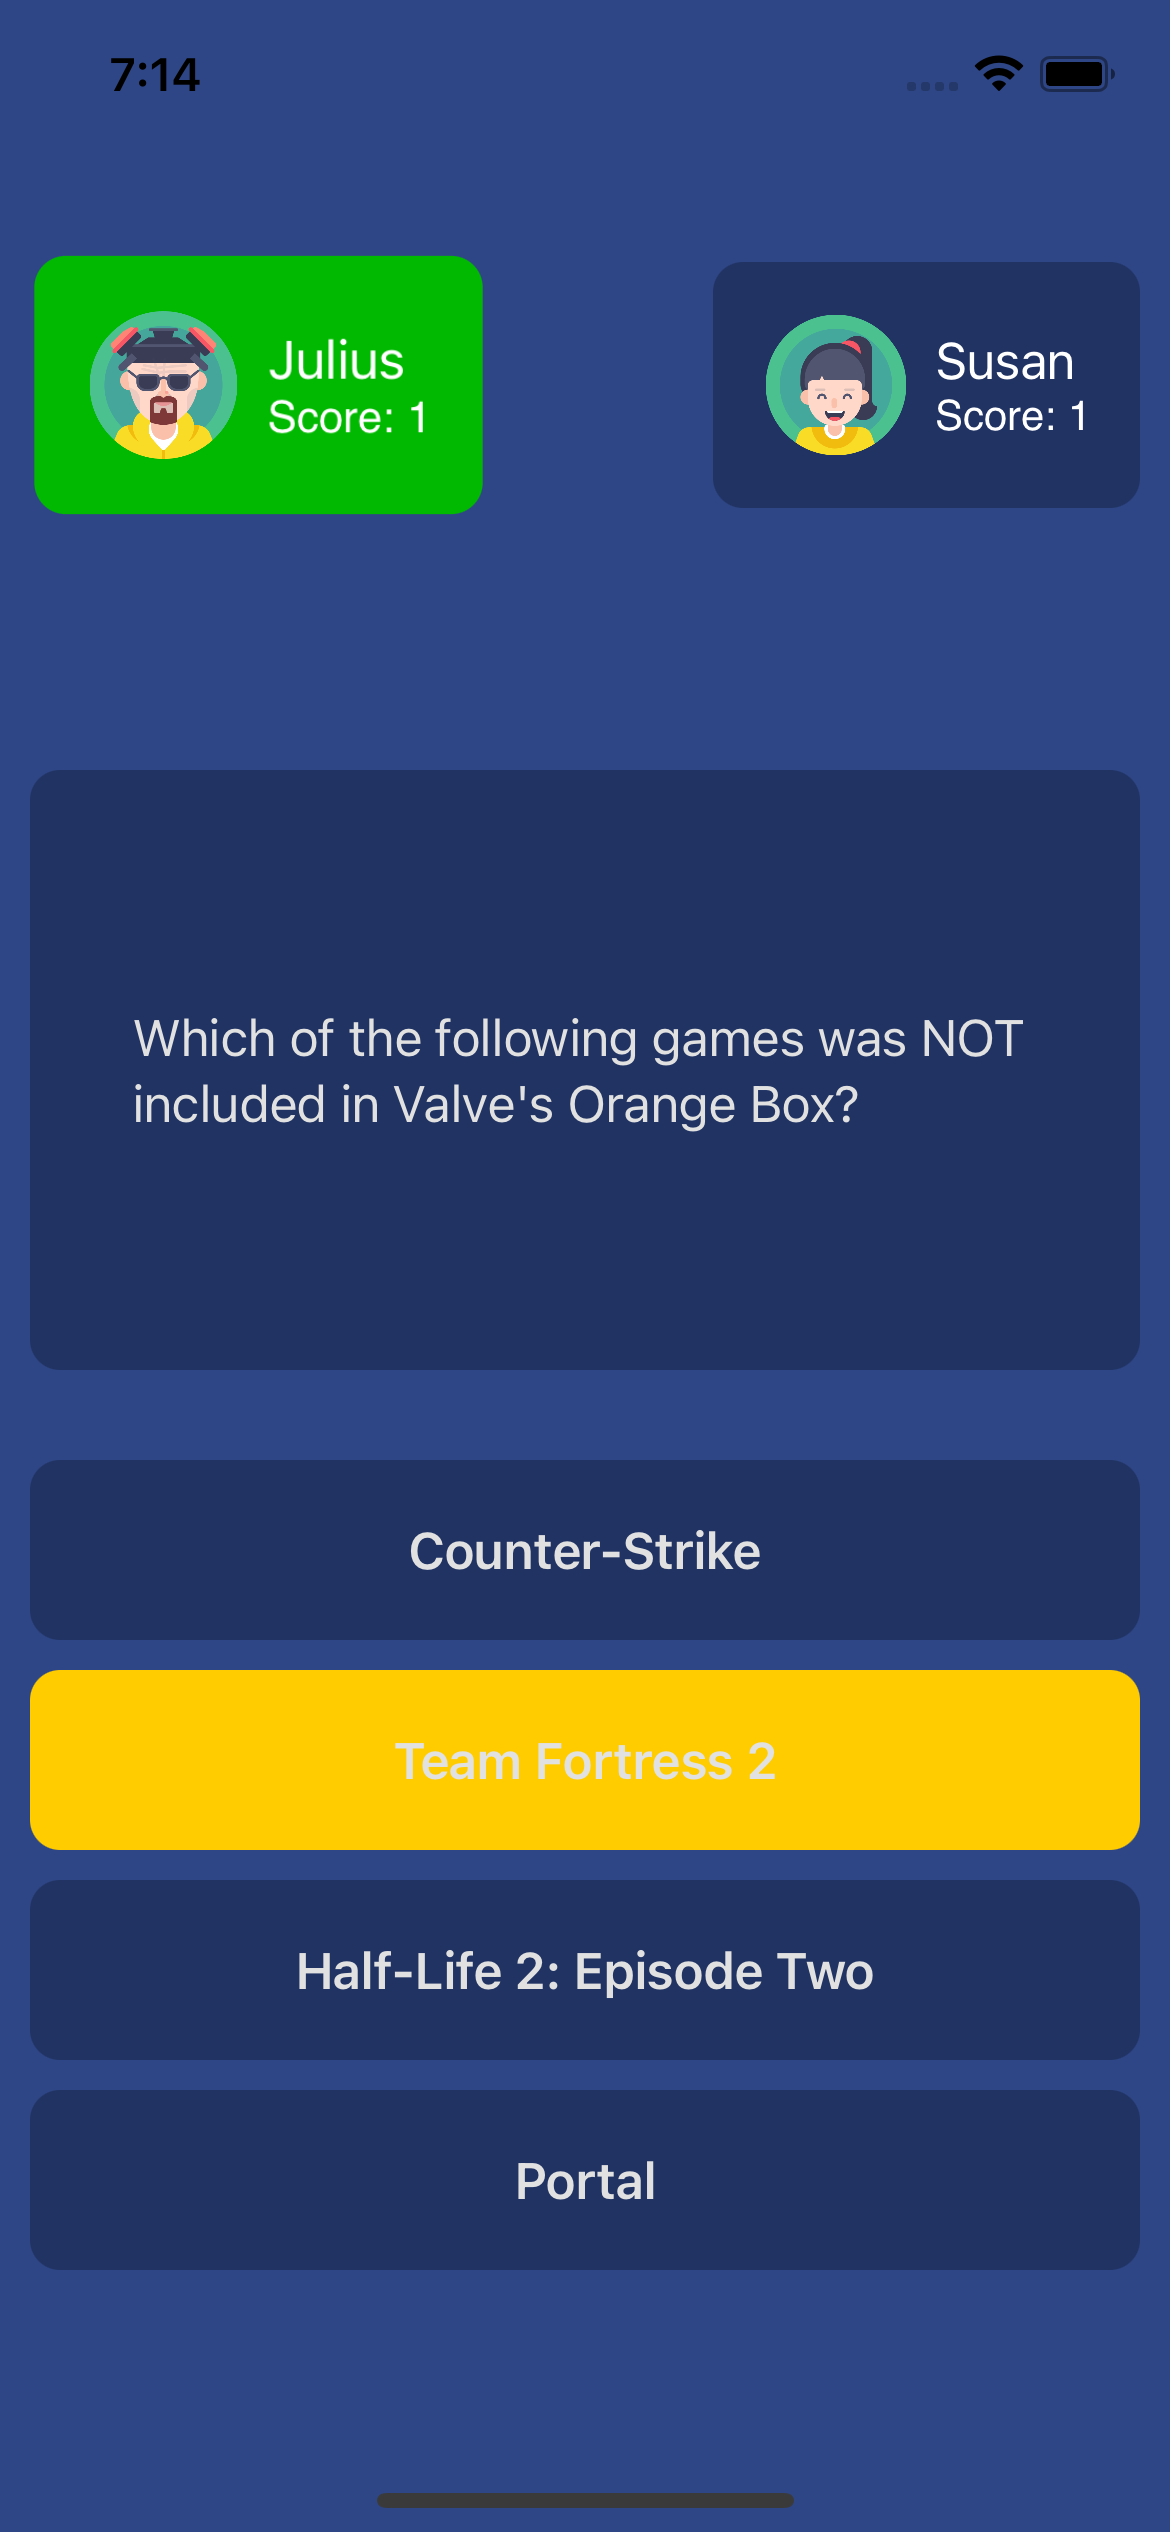 7:14
Julius
Score: 1
Susan
Score: 1
Which of the following games was NOT
included in Valve's Orange Box?
Counter-Strike
Team Fortress 2
Half-Life 2: Episode Two
Portal